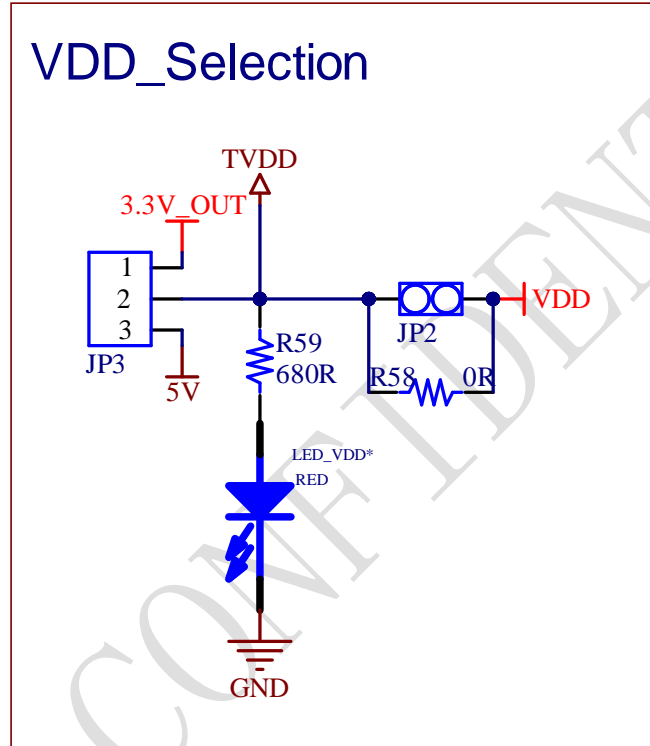 VDD_Selection
TVDD
3.3V_OUT
1
2
3
JP3
5V
R59
680R
JP2
VDD
R58
0R
LED_VDD*
RED
GND
CONFIDENT